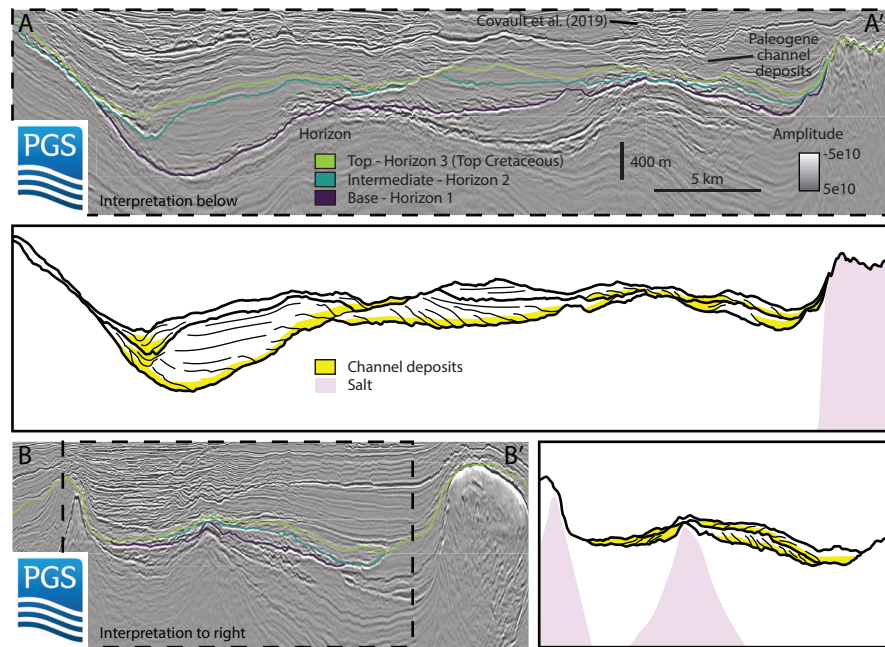 A
Covault et al. (2019)
A'
Paleogene
channel
deposits
PGS
Horizon
Top - Horizon 3 (Top Cretaceous)
Intermediate - Horizon 2
Base - Horizon 1
400 m
5 km
Amplitude
-5e10
5e10
Interpretation below
Channel deposits
Salt
B
B'
PGS
Interpretation to right